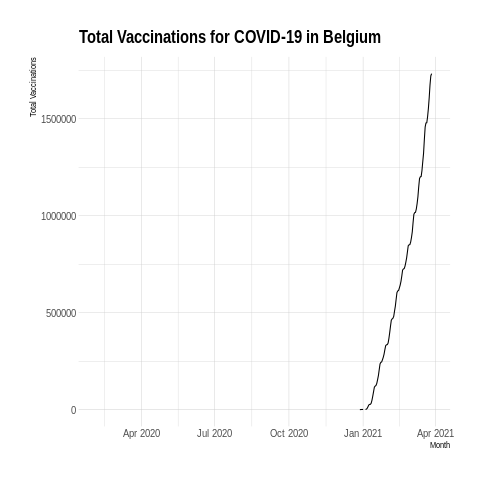 Total Vaccinations for COVID-19 in Belgium
Total Vaccinations
1500000
1000000
500000
0
Apr 2020 Jul 2020 Oct 2020 Jan 2021 Apr 2021
Month